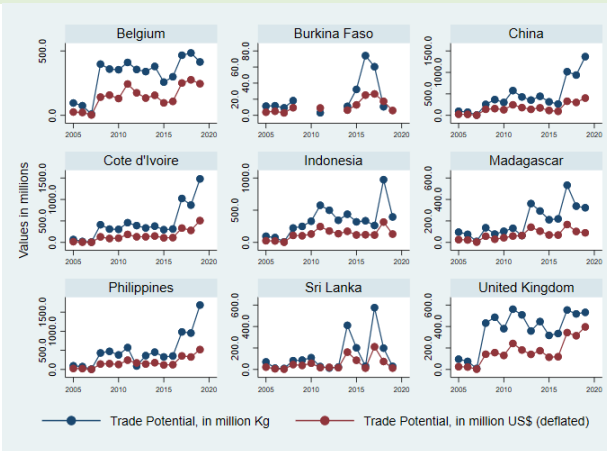 Belgium
Burkina Faso
China
500.0
0.0
2005 2010 2015 2020
80.0
60.0
40.0
20.0
0.0
2005 2010 2015 2020
1500.0
1000.0
500.0
0.0
2005 2010 2015 2020
Values in millions
Cote d'Ivoire
Indonesia
Madagascar
1500.0
1000.0
500.0
0.0
2005 2010 2015 2020
1000.0
500.0
0.0
2005 2010 2015 2020
600.0
400.0
200.0
0.0
2005 2010 2015 2020
Philippines
Sri Lanka
United Kingdom
1500.0
1000.0
500.0
0.0
2005 2010 2015 2020
600.0
400.0
200.0
0.0
2005 2010 2015 2020
600.0
400.0
200.0
0.0
2005 2010 2015 2020
Trade Potential, in million Kg
Trade Potential, in million US$ (deflated)